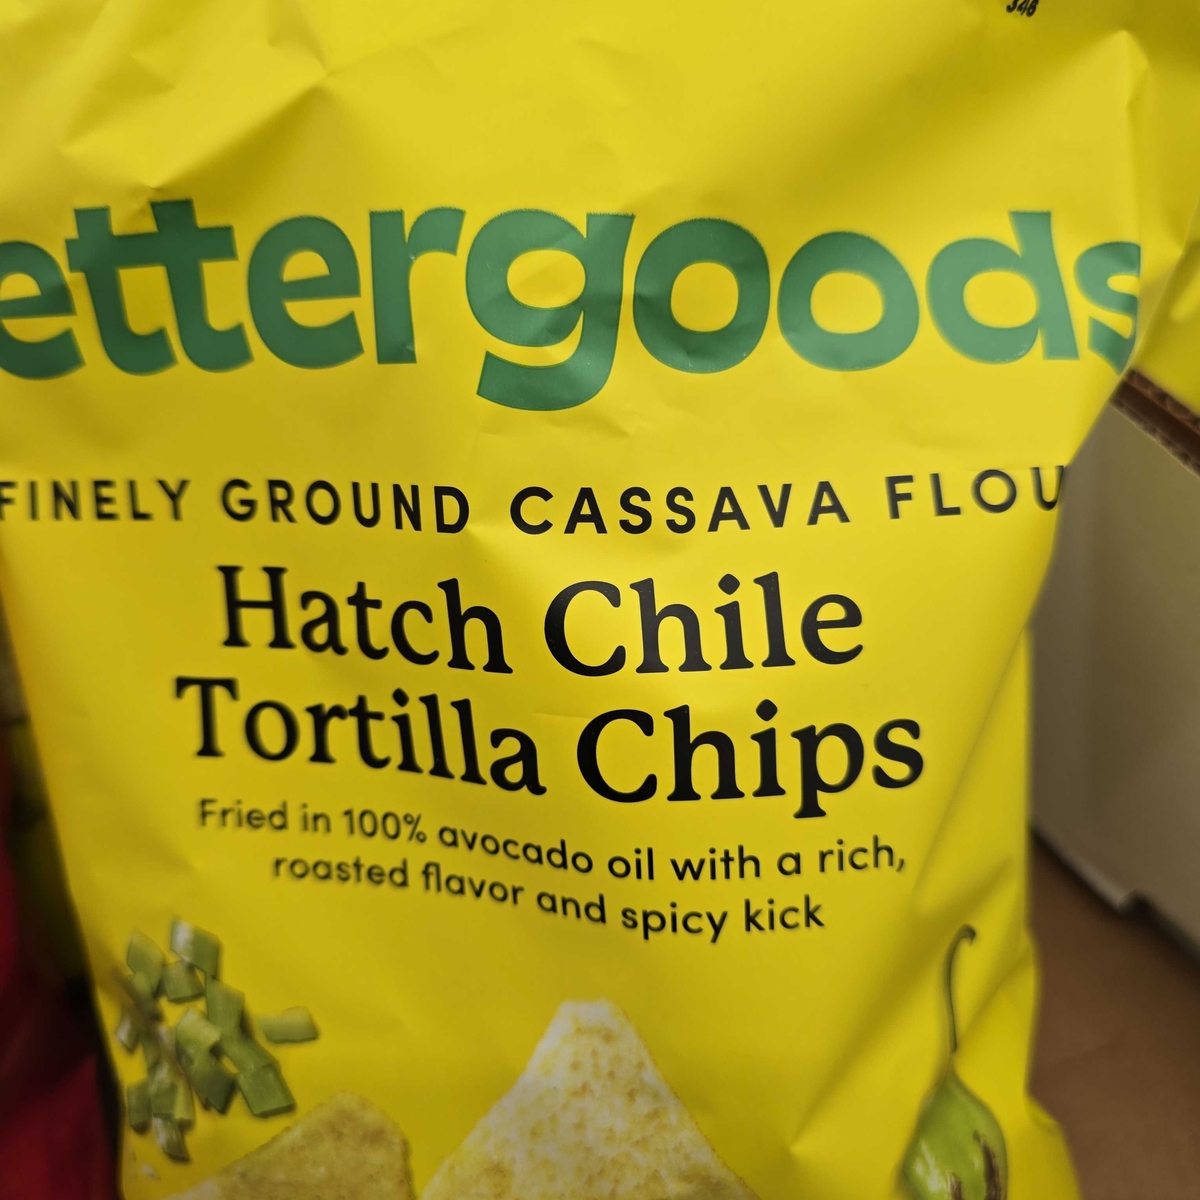 346
ettergoods
FINELY GROUND CASSAVA FLOU
Hatch Chile
Tortilla Chips
Fried in 100% avocado oil with a rich,
roasted flavor and spicy kick